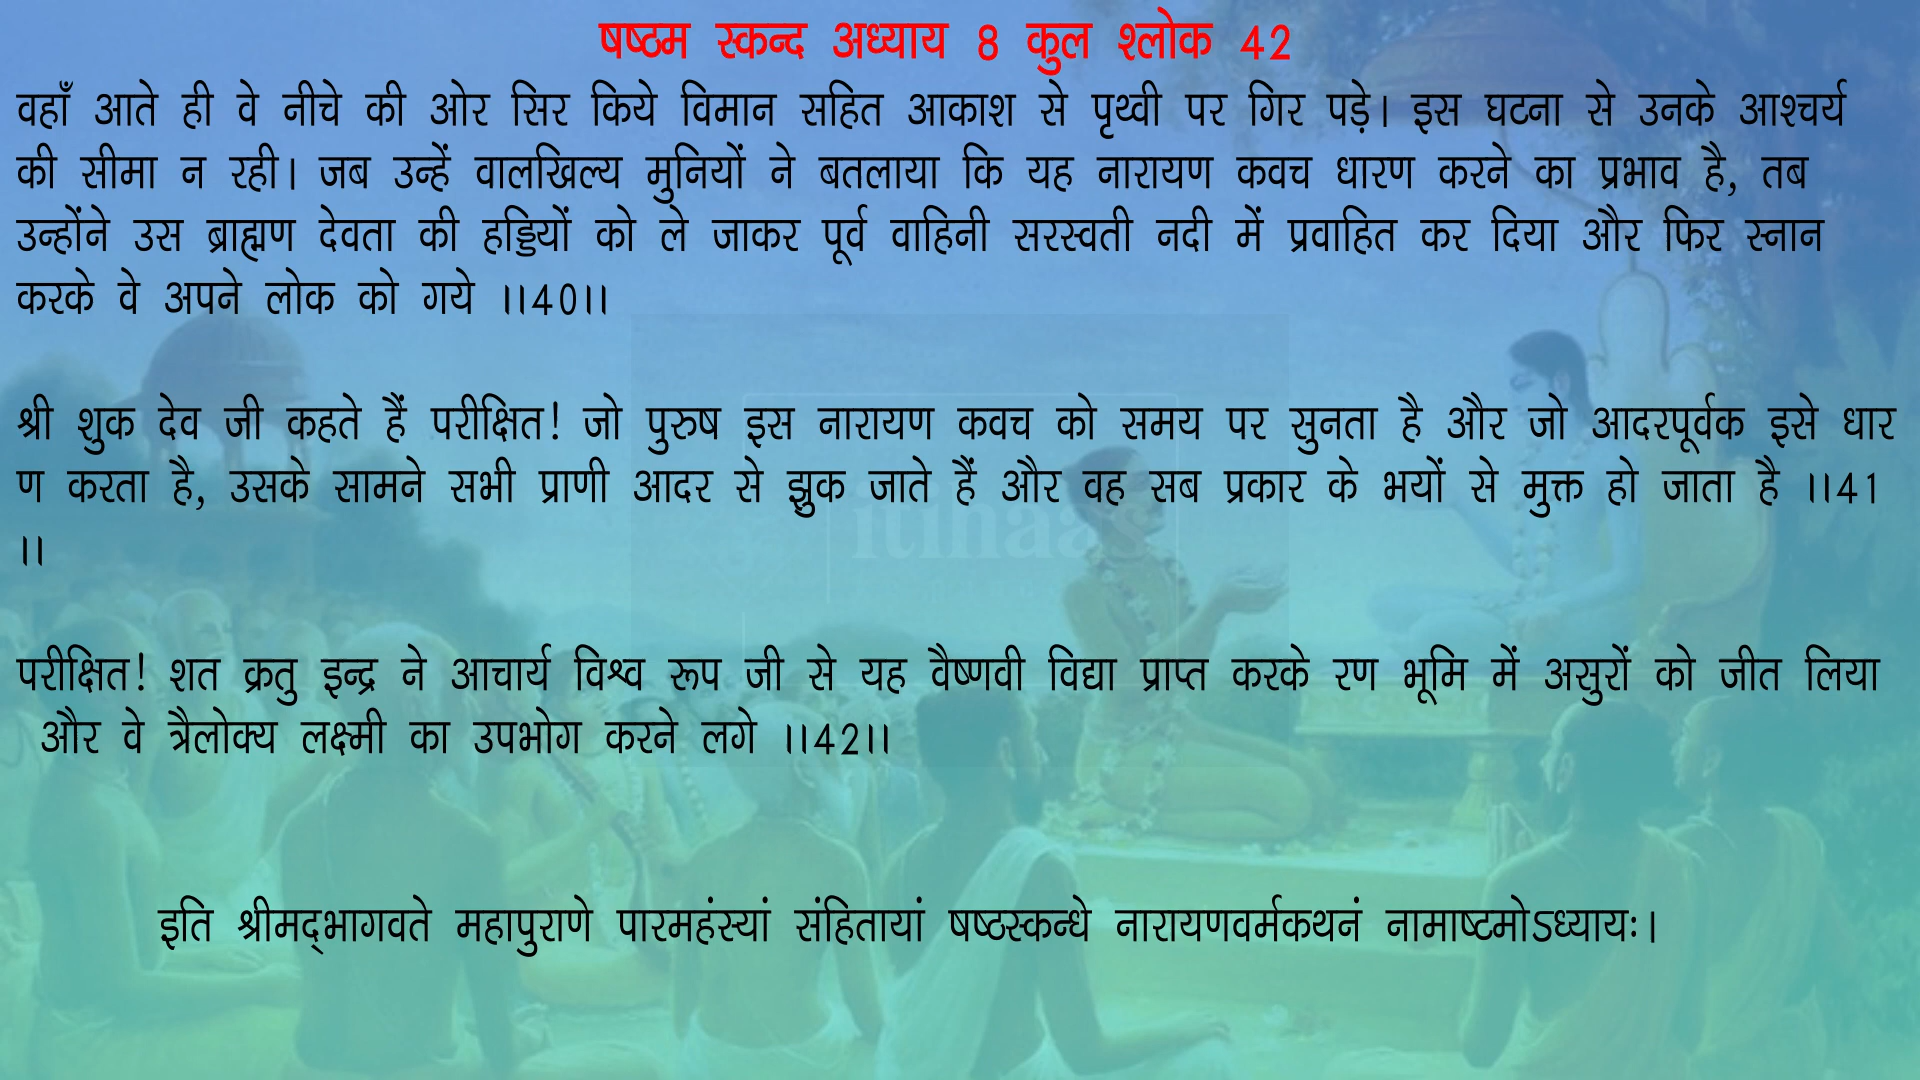 षष्ठम स्कन्द अध्याय 8 कुल श्लोक 42
वहाँ आते ही वे नीचे की ओर सिर किये विमान सहित आकाश से पृथ्वी पर गिर पड़े। इस घटना से उनके आश्चर्य
की सीमा न रही। जब उन्हें वालखिल्य मुनियों ने बतलाया कि यह नारायण कवच धारण करने का प्रभाव है, तब
उन्होंने उस ब्राह्मण देवता की हड्डियों को ले जाकर पूर्व वाहिनी सरस्वती नदी में प्रवाहित कर दिया और फिर स्नान
करके वे अपने लोक को गये ।।40।।
श्री शुक देव जी कहते हैं परीक्षित! जो पुरुष इस नारायण कवच को समय पर सुनता है और जो आदरपूर्वक इसे धार
ण करता है, उसके सामने सभी प्राणी आदर से झुक जाते हैं और वह सब प्रकार के भयों से मुक्त हो जाता है ।।41
।।
itihaas
परीक्षित! शत क्रतु इन्द्र ने आचार्य विश्व रूप जी से यह वैष्णवी विद्या प्राप्त करके रण भूमि में असुरों को जीत लिया
और वे त्रैलोक्य लक्ष्मी का उपभोग करने लगे ।।42।।
इति श्रीमद्भागवते महापुराणे पारमहंस्यां संहितायां षष्ठस्कन्धे नारायणवर्मकथनं नामाष्टमोऽध्यायः।